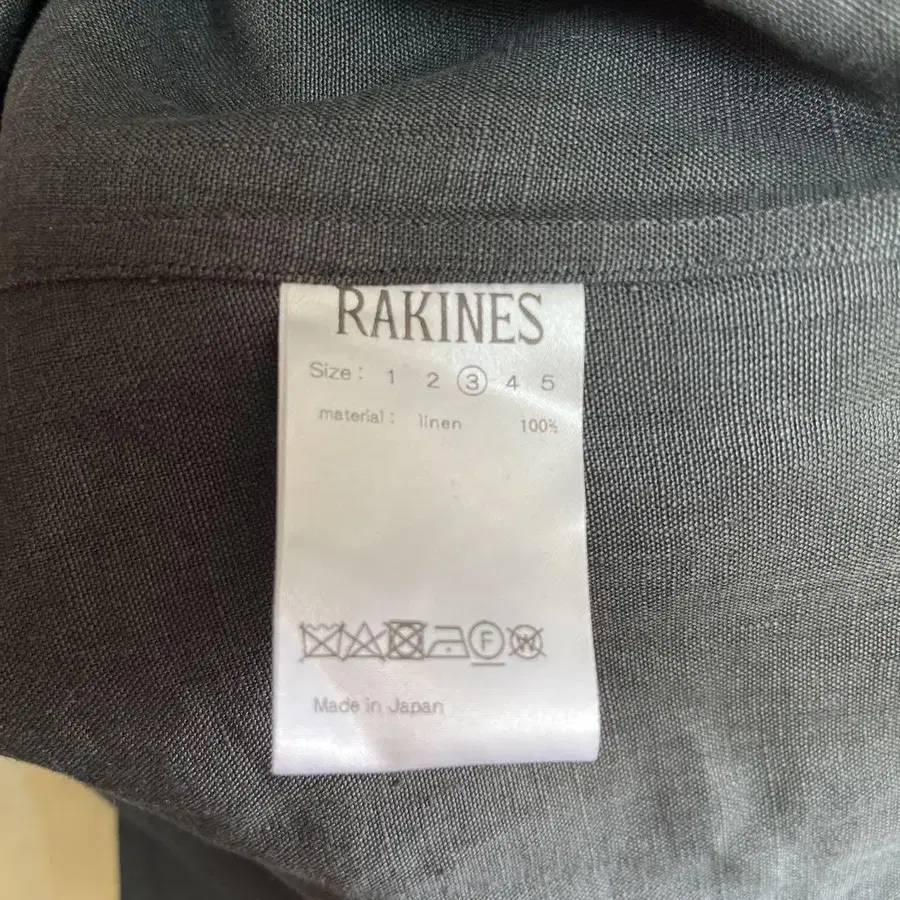 RAKINES
Size: 1 2 ③ 4 5
material: linen 100%
F W
Made in Japan